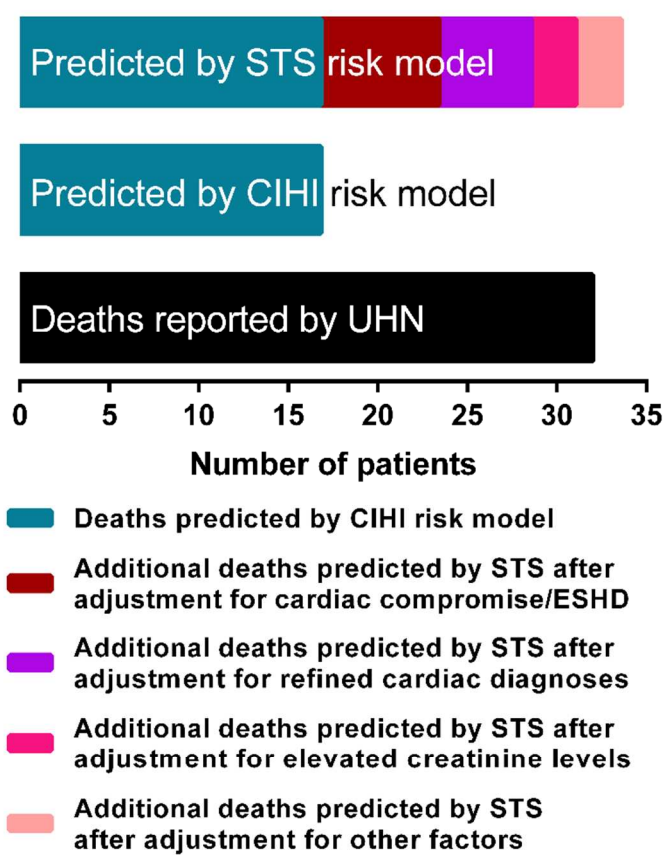 Predicted by STS risk model
Predicted by CIHI risk model
Deaths reported by UHN
0 5 10 15 20 25 30 35
Number of patients
Deaths predicted by CIHI risk model
Additional deaths predicted by STS after
adjustment for cardiac compromise/ESHD
Additional deaths predicted by STS after
adjustment for refined cardiac diagnoses
Additional deaths predicted by STS after
adjustment for elevated creatinine levels
Additional deaths predicted by STS
after adjustment for other factors